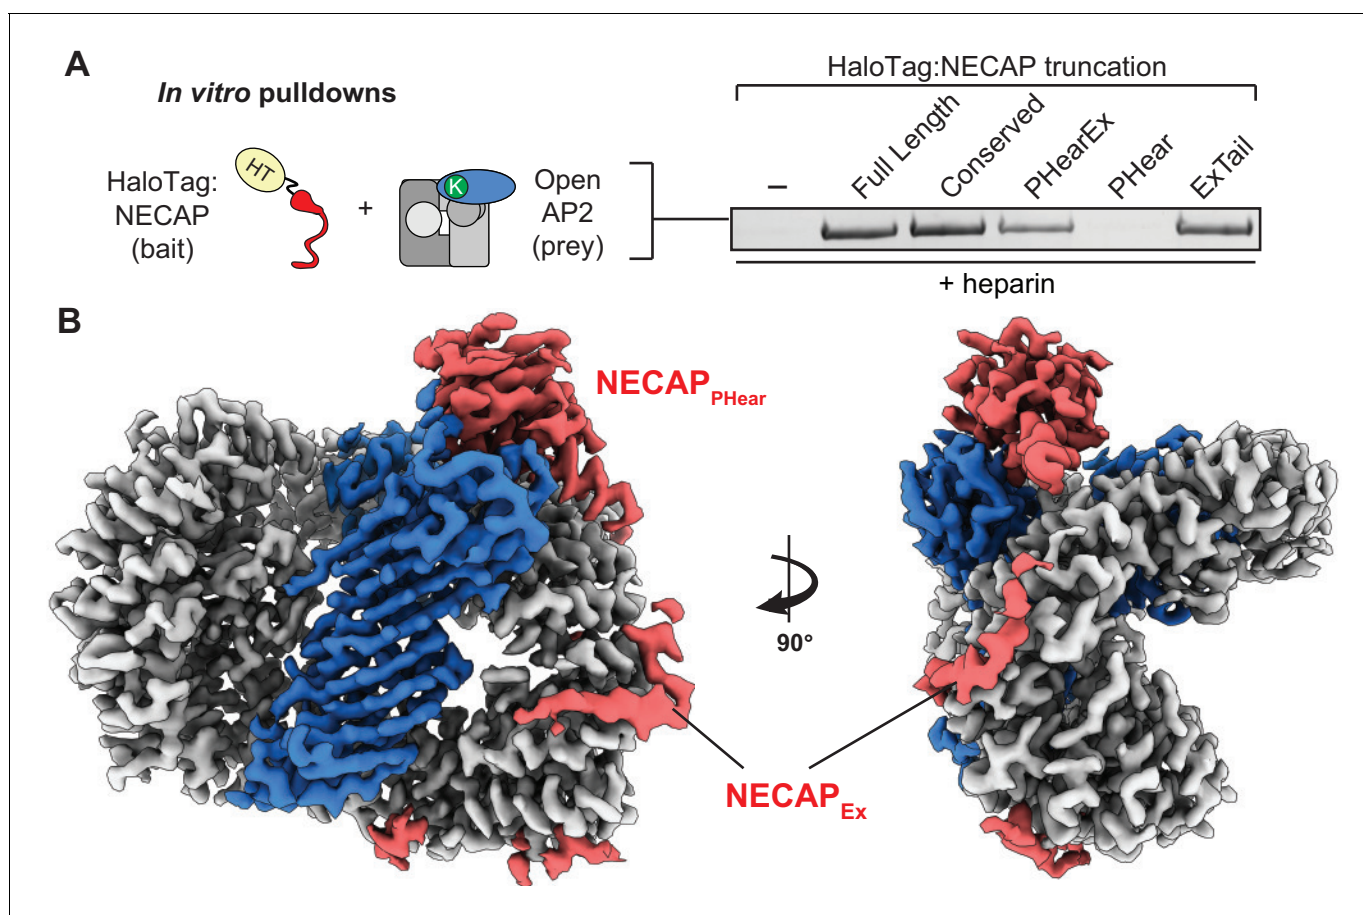 A
In vitro pulldowns
HaloTag:
NECAP
(bait)
HT
+
K
Open
AP2
(prey)
HaloTag:NECAP truncation
–
Full Length
Conserved
PHearEx
PHear
ExTail
+ heparin
B
NECAPPHear
90°
NECAPEx